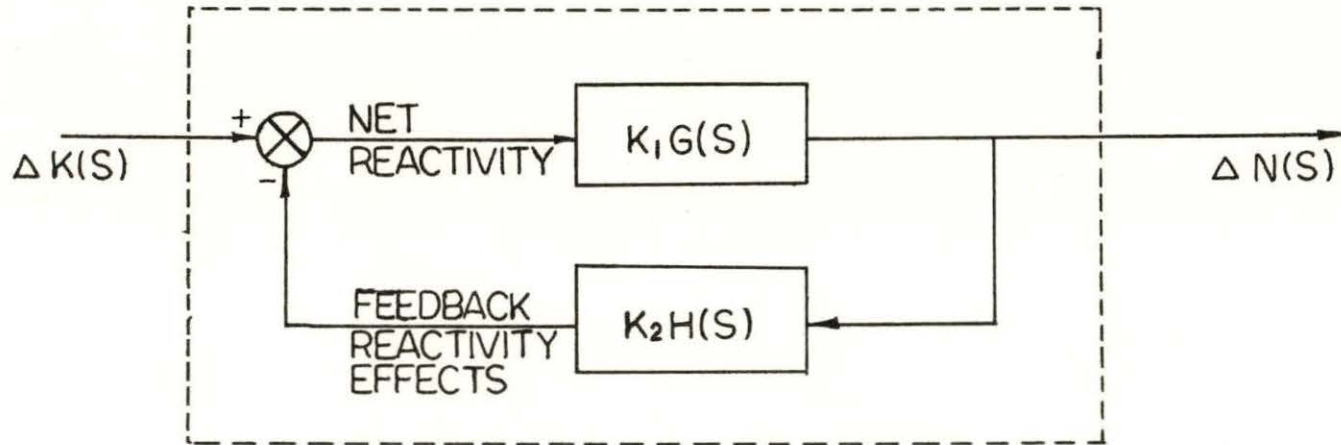 +
NET
REACTIVITY
K₁G(S)
ΔK(S)
-
ΔN(S)
FEEDBACK
REACTIVITY
EFFECTS
K₂H(S)